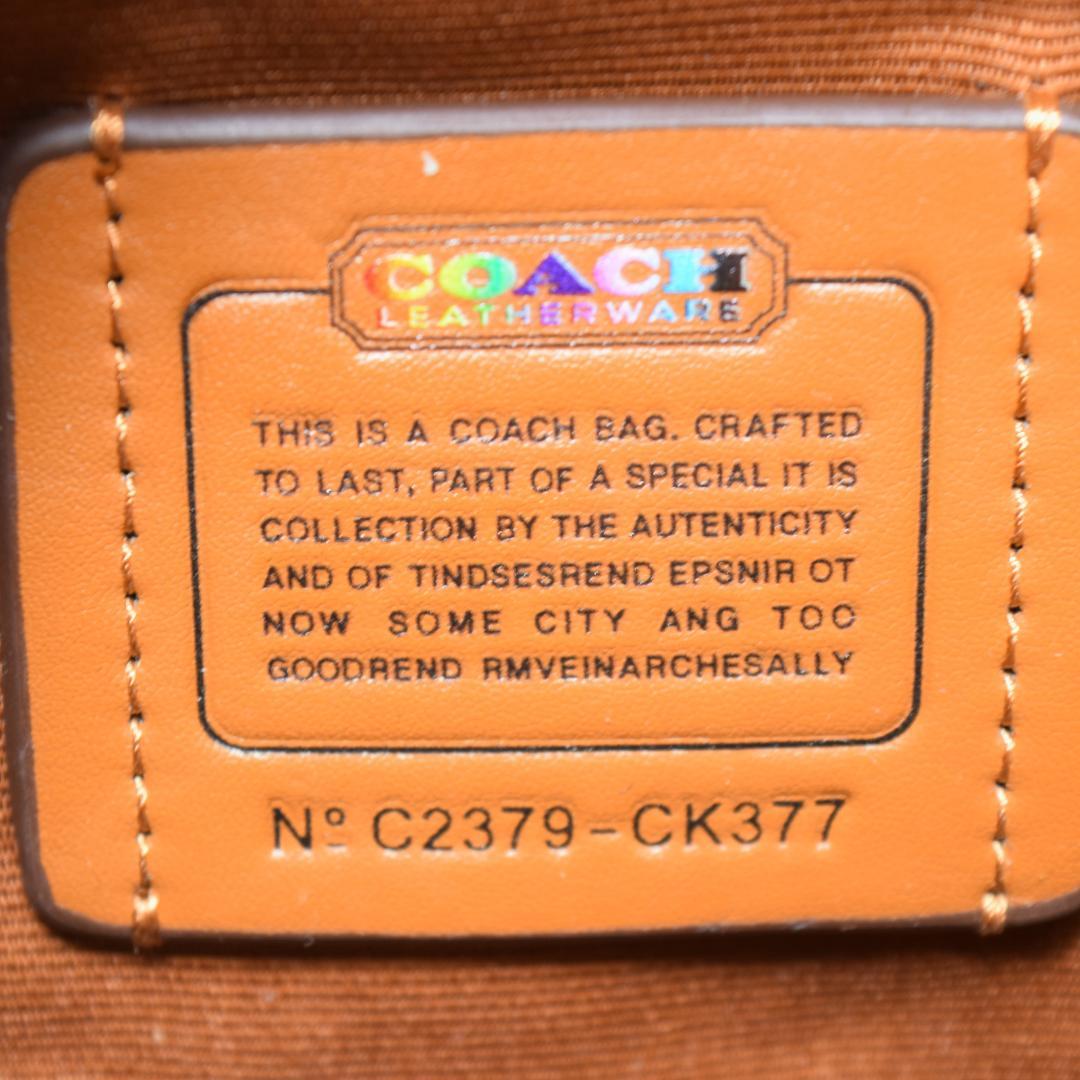 COACH
LEATHERWARE
THIS IS A COACH BAG. CRAFTED
TO LAST, PART OF A SPECIAL IT IS
COLLECTION BY THE AUTENTICITY
AND OF TINDSESREND EPSNIR OT
NOW SOME CITY ANG TOO
GOODREND RMVEINARCHESALLY
Nº C2379-CK377